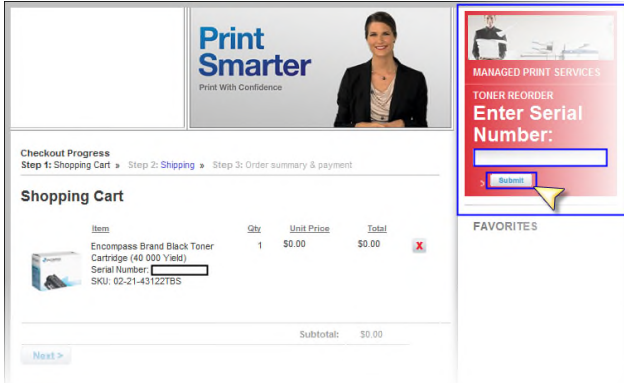 Print
Smarter
Print With Confidence
Checkout Progress
Step 1: Shopping Cart » Step 2: Shipping » Step 3: Order summary & payment
Shopping Cart
Item Qty Unit Price Total
Encompass Brand Black Toner 1 $0.00 $0.00 X
Cartridge (40 000 Yield)
Serial Number:
SKU: 02-21-43122TBS
Subtotal: $0.00
Next >
MANAGED PRINT SERVICES
TONER REORDER
Enter Serial
Number:
> Submit
FAVORITES